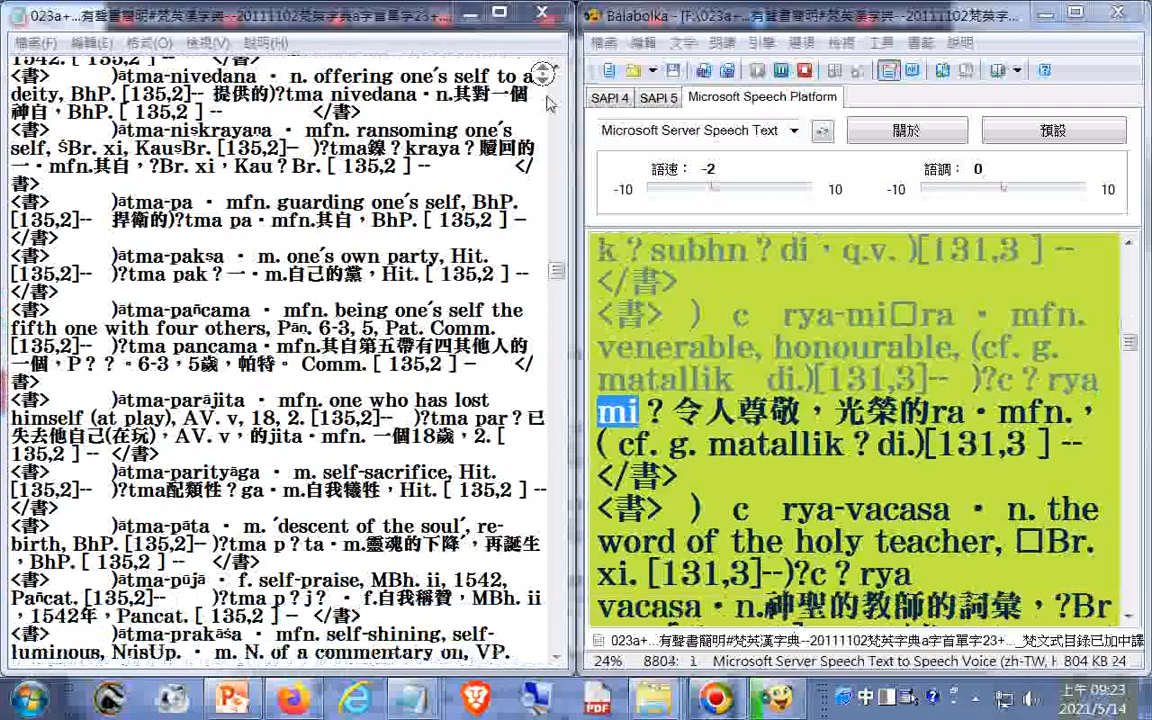 023a+...有聲書簡明#梵英漢字典--20111102梵英字典a字首單字23+...
檔案(F) 編輯(E) 格式(O) 檢視(V) 說明(H)
1542. [ 135,2 ] </書>
<書> )ātma-nivedana • n. offering one's self to a
deity, BhP. [135,2]-- 提供的)?tma nivedana • n.其對一個
神自，BhP. [ 135,2 ] </書>
<書> )ātma-niṣkrayaṇa • mfn. ransoming one's
self, ŚBr. xi, KauṣBr. [135,2]-- )?tma鎳？kraya？贖回的
一 • mfn.其自，?Br. xi，Kau？Br. [ 135,2 ] -- </
書>
<書> )ātma-pa • mfn. guarding one's self, BhP.
[135,2]-- 捍衛的)?tma pa • mfn.其自，BhP. [ 135,2 ] --
</書>
<書> )ātma-pakṣa • m. one's own party, Hit.
[135,2]-- )?tma pak？一 • m.自己的黨，Hit. [ 135,2 ] --
</書>
<書> )ātma-pañcama • mfn. being one's self the
fifth one with four others, Pāṇ. 6-3, 5, Pat. Comm.
[135,2]-- )?tma pancama • mfn.其自第五帶有四其他人的
一個，P？？。6-3，5歲，帕特。 Comm. [ 135,2 ] -- </
書>
<書> )ātma-parājita • mfn. one who has lost
himself (at play), AV. v, 18, 2. [135,2]-- )?tma par？已
失去他自己(在玩)，AV. v，的jita • mfn. 一個18歲，2. [
135,2 ] -- </書>
<書> )ātma-parityāga • m. self-sacrifice, Hit.
[135,2]-- )?tma配類性？ga • m.自我犧牲，Hit. [ 135,2 ] --
</書>
<書> )ātma-pāta • m. 'descent of the soul', re-
birth, BhP. [135,2]-- )?tma p？ta • m.靈魂的下降'，再誕生
，BhP. [ 135,2 ] </書>
<書> )ātma-pūjā • f. self-praise, MBh. ii, 1542,
Pañcat. [135,2]-- )?tma p？j？ • f.自我稱贊，MBh. ii
，1542年，Pancat. [ 135,2 ] </書>
<書> )ātma-prakāśa • mfn. self-shining, self-
luminous, NṛisUp. • m. N. of a commentary on, VP.
Balabolka - [F:\023a+...有聲書簡明#梵英漢字典--20111102梵英字...
檔案 編輯 文字 朗讀 引擎 選項 檢視 工具 書籤 說明
SAPI 4 SAPI 5 Microsoft Speech Platform
Microsoft Server Speech Text 關於 預設
語速： -2 語調： 0
-10 10 -10 10
k ? subhn ? di，q.v. )[131,3 ] --
</書>
<書> ) c rya-mi□ra • mfn.
venerable, honourable, (cf. g.
matallik di.)[131,3]-- )?c ? rya
mi ? 令人尊敬，光榮的ra • mfn.，
( cf. g. matallik ? di.)[131,3 ] --
</書>
<書> ) c rya-vacasa • n. the
word of the holy teacher, □Br.
xi. [131,3]--)?c ? rya
vacasa • n.神聖的教師的詞彙，?Br
023a+...有聲書簡明#梵英漢字典--20111102梵英字典a字首單字23+..._梵文式目錄已加中譯
24% 8804: 1 Microsoft Server Speech Text to Speech Voice (zh-TW, H 804 KB 24
中
上午 09:23
2021/5/14